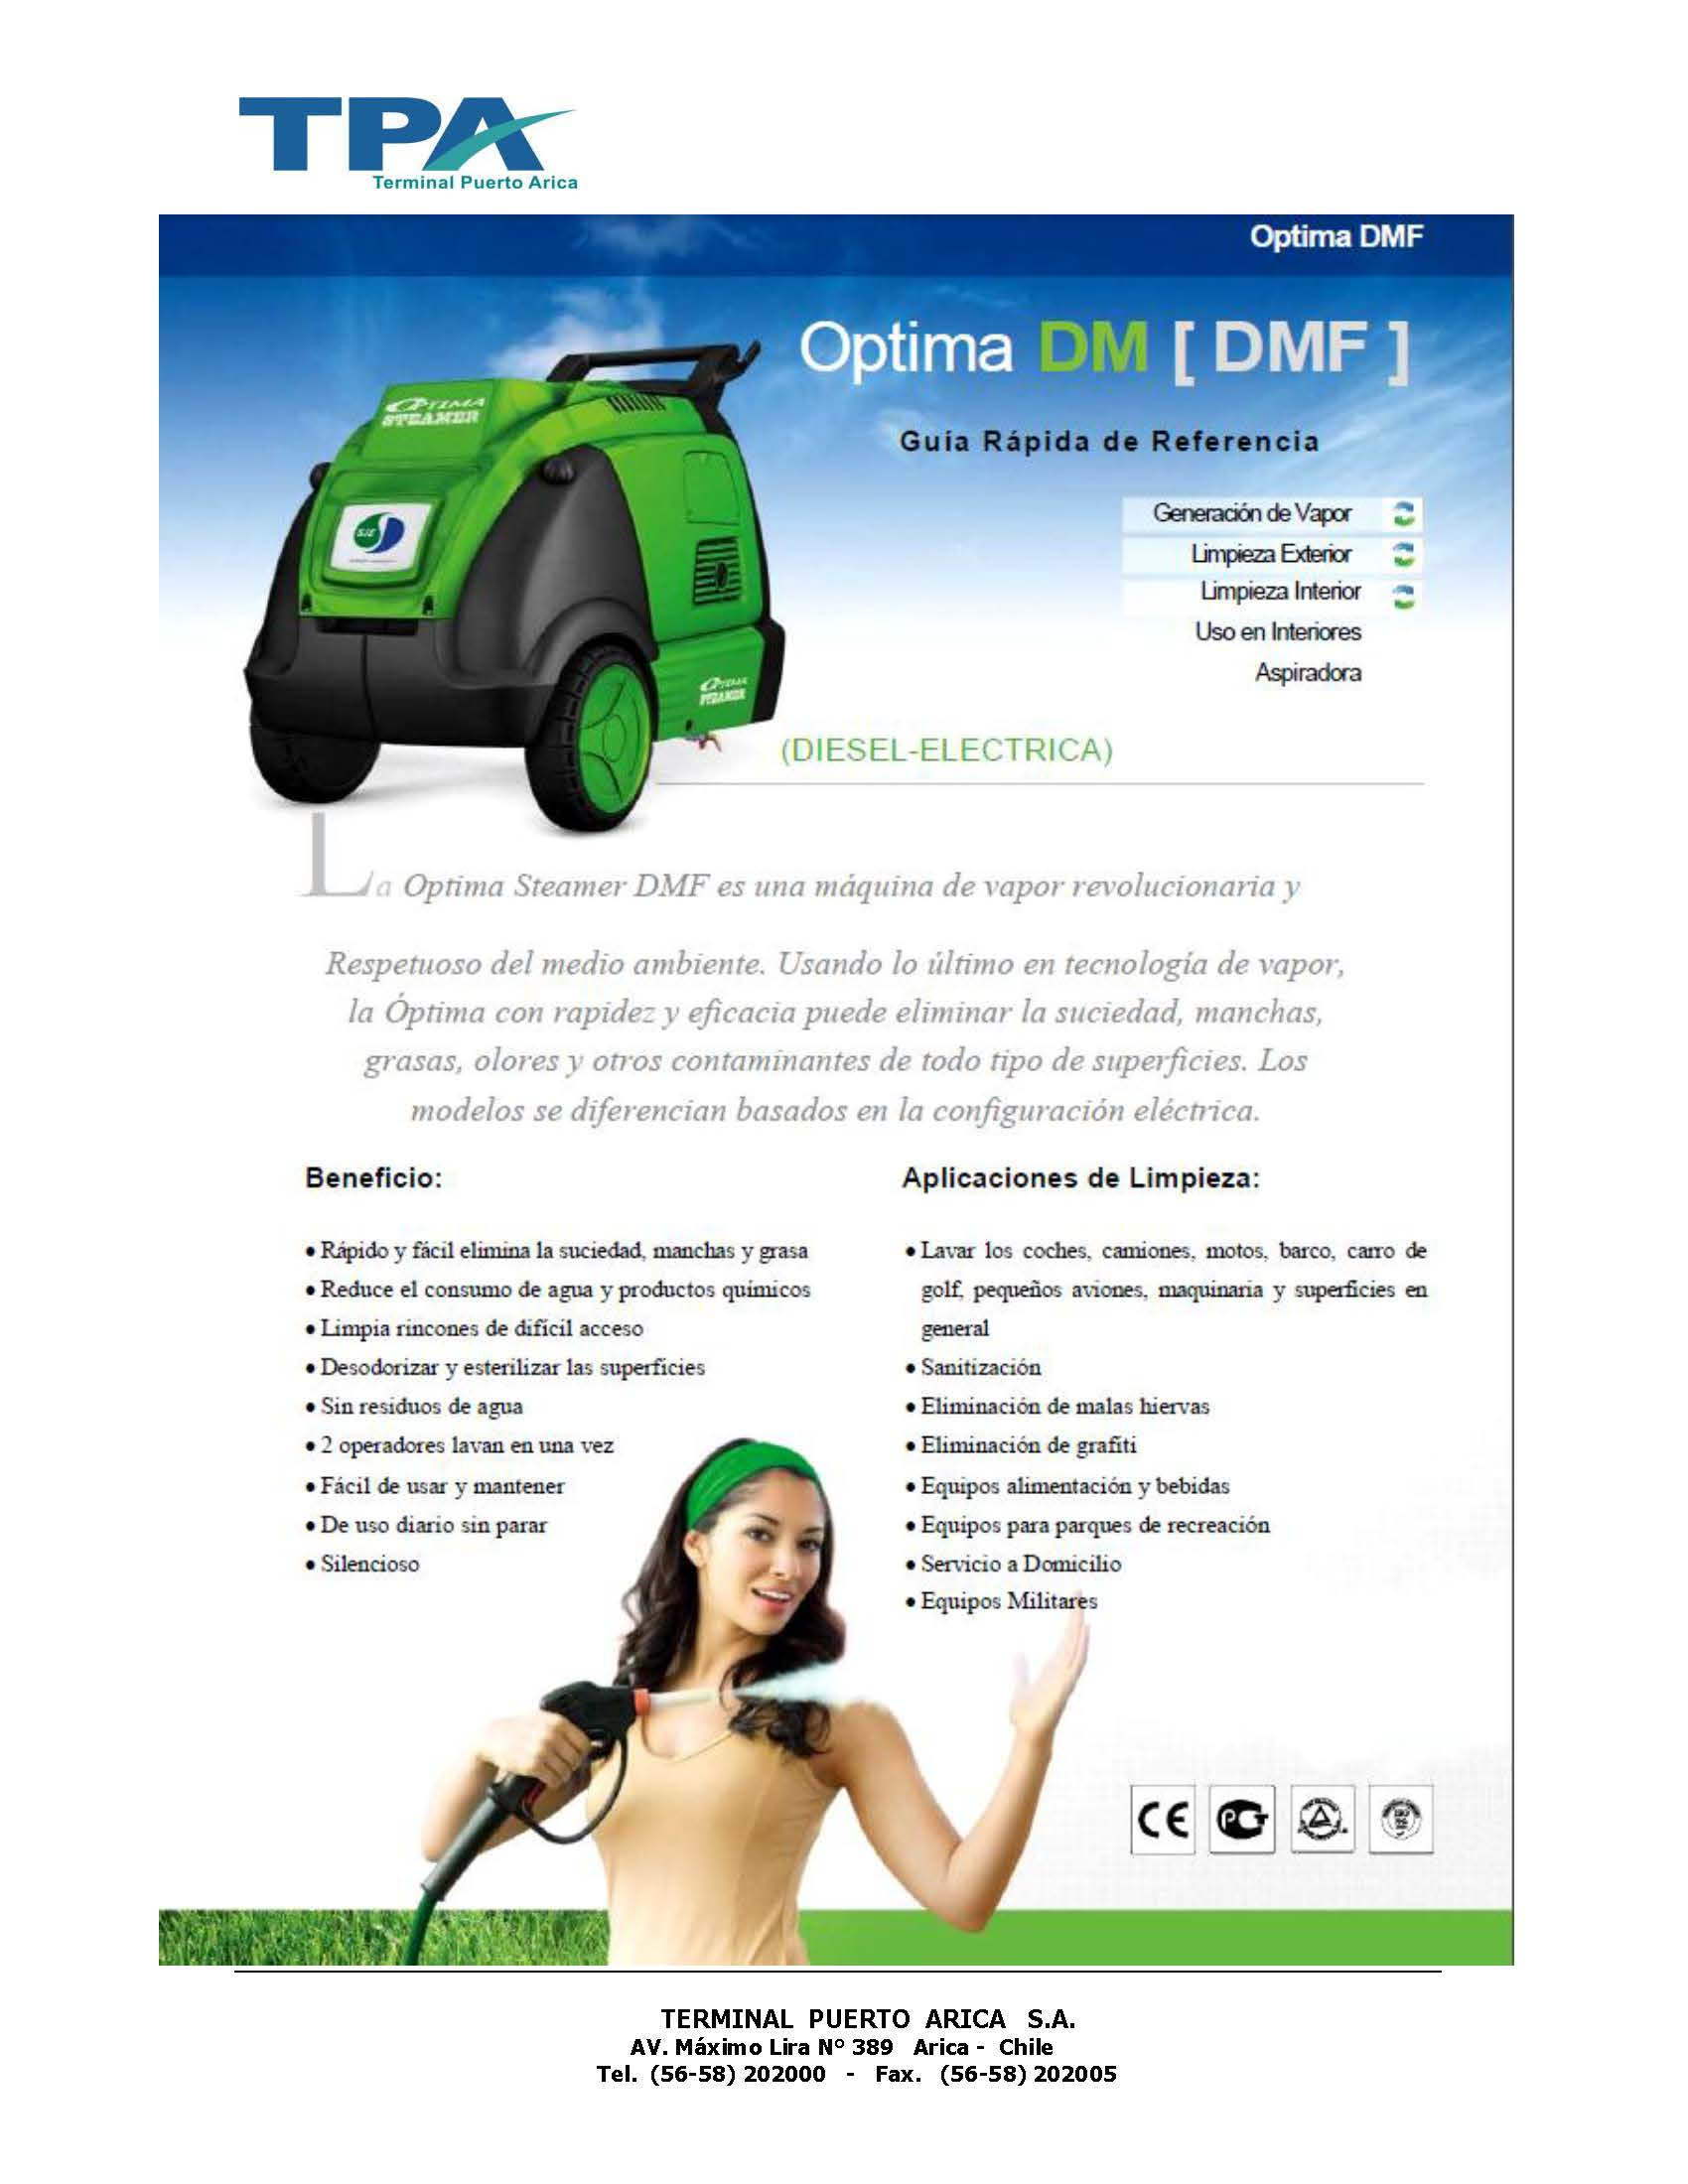 TPA
Terminal Puerto Arica
Optima DMF
Optima DM [ DMF ]
OPTIMA
STEAMER
Guía Rápida de Referencia
SJE
Generación de Vapor
Limpieza Exterior
Limpieza Interior
Uso en Interiores
Aspiradora
OPTIMA
STEAMER
(DIESEL-ELECTRICA)
La Optima Steamer DMF es una máquina de vapor revolucionaria y
Respetuoso del medio ambiente. Usando lo último en tecnología de vapor,
la Óptima con rapidez y eficacia puede eliminar la suciedad, manchas,
grasas, olores y otros contaminantes de todo tipo de superficies. Los
modelos se diferencian basados en la configuración eléctrica.
Beneficio:
• Rápido y fácil elimina la suciedad, manchas y grasa
• Reduce el consumo de agua y productos químicos
• Limpia rincones de difícil acceso
• Desodorizar y esterilizar las superficies
• Sin residuos de agua
• 2 operadores lavan en una vez
• Fácil de usar y mantener
• De uso diario sin parar
• Silencioso
Aplicaciones de Limpieza:
• Lavar los coches, camiones, motos, barco, carro de
golf, pequeños aviones, maquinaria y superficies en
general
• Sanitización
• Eliminación de malas hiervas
• Eliminación de grafiti
• Equipos alimentación y bebidas
• Equipos para parques de recreación
• Servicio a Domicilio
• Equipos Militares
CE
TERMINAL PUERTO ARICA S.A.
AV. Máximo Lira Nº 389 Arica - Chile
Tel. (56-58) 202000 - Fax. (56-58) 202005